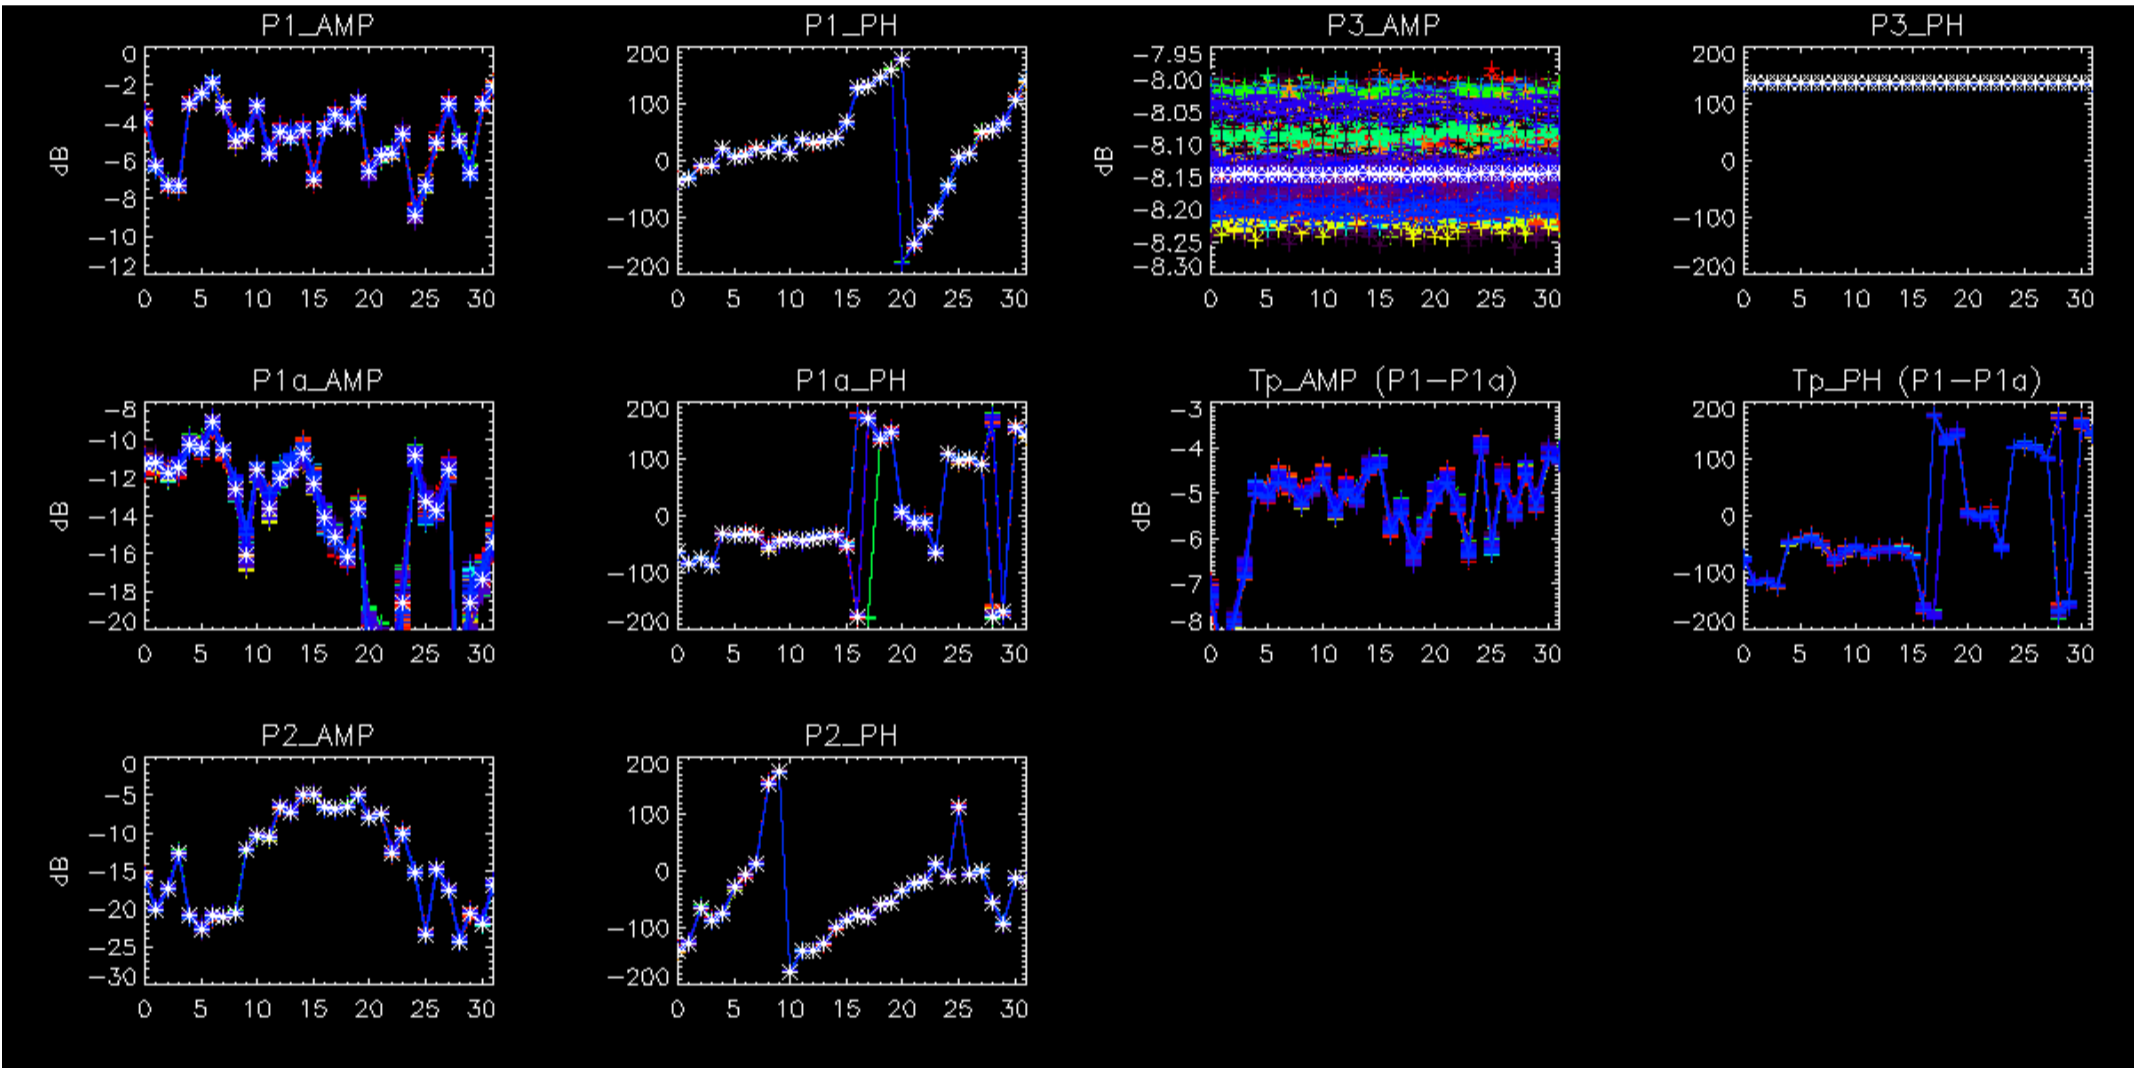 P1_AMP
dB
0
-2
-4
-6
-8
-10
-12
0 5 10 15 20 25 30
P1_PH
200
100
0
-100
-200
0 5 10 15 20 25 30
P3_AMP
dB
-7.95
-8.00
-8.05
-8.10
-8.15
-8.20
-8.25
-8.30
0 5 10 15 20 25 30
P3_PH
200
100
0
-100
-200
0 5 10 15 20 25 30
P1a_AMP
dB
-8
-10
-12
-14
-16
-18
-20
0 5 10 15 20 25 30
P1a_PH
200
100
0
-100
-200
0 5 10 15 20 25 30
Tp_AMP (P1-P1a)
dB
-3
-4
-5
-6
-7
-8
0 5 10 15 20 25 30
Tp_PH (P1-P1a)
200
100
0
-100
-200
0 5 10 15 20 25 30
P2_AMP
dB
0
-5
-10
-15
-20
-25
-30
0 5 10 15 20 25 30
P2_PH
200
100
0
-100
-200
0 5 10 15 20 25 30